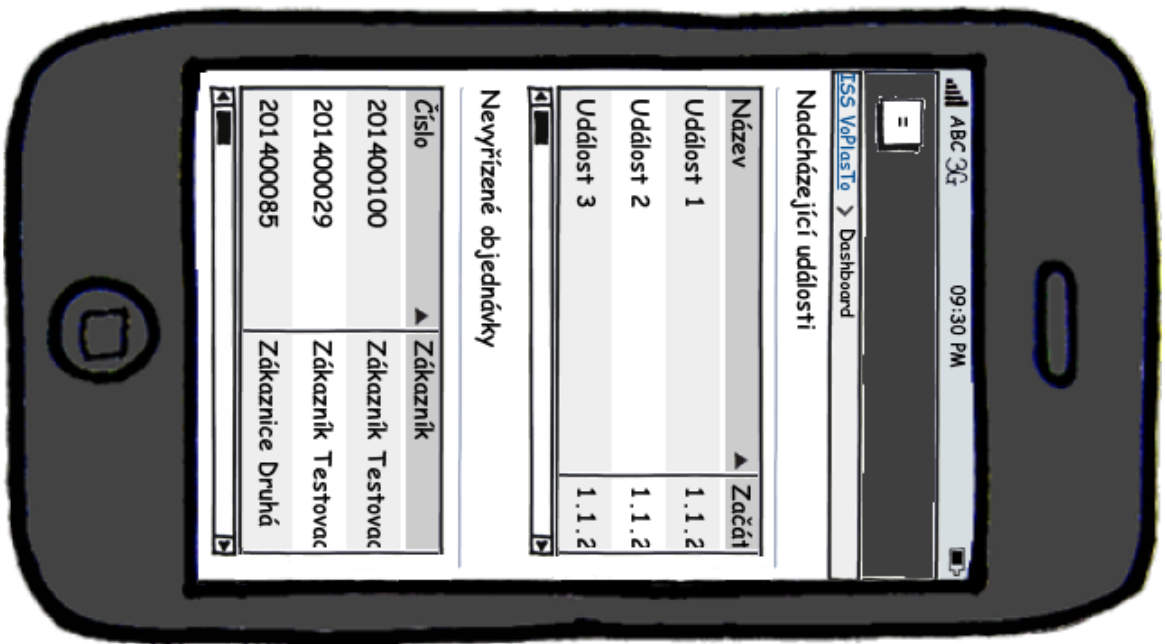 ABC 3G 09:30 PM
=
ISS VoPlasTo > Dashboard
Nadcházející události
Název Začát
Událost 1 1.1.2
Událost 2 1.1.2
Událost 3 1.1.2
Nevyřízené objednávky
Číslo Zákazník
201400100 Zákazník Testovac
201400029 Zákazník Testovac
201400085 Zákaznice Druhá